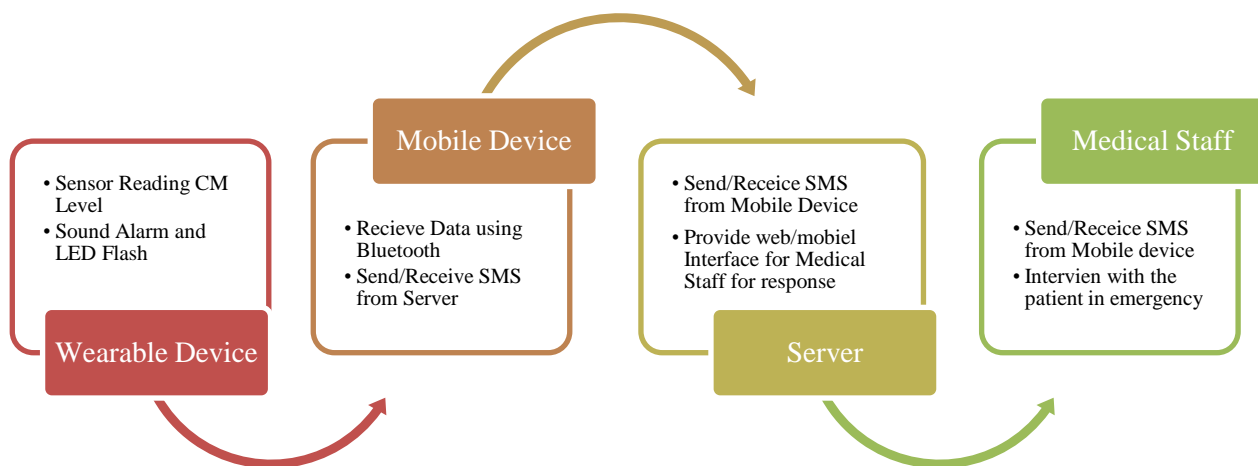 • Sensor Reading CM
Level
• Sound Alarm and
LED Flash
Wearable Device
Mobile Device
• Recieve Data using
Bluetooth
• Send/Receive SMS
from Server
• Send/Receice SMS
from Mobile Device
• Provide web/mobiel
Interface for Medical
Staff for response
Server
Medical Staff
• Send/Receice SMS
from Mobile device
• Intervien with the
patient in emergency